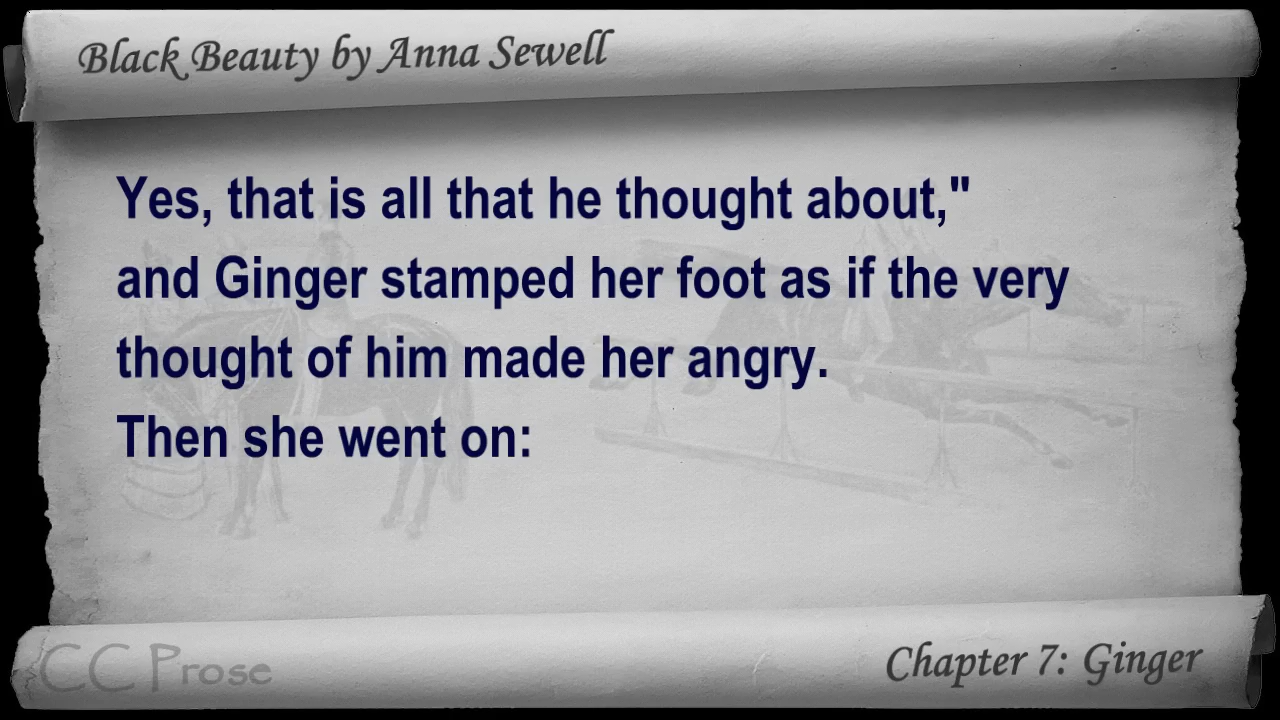 Black Beauty by Anna Sewell
Yes, that is all that he thought about,"
and Ginger stamped her foot as if the very
thought of him made her angry.
Then she went on:
CC Prose
Chapter 7: Ginger